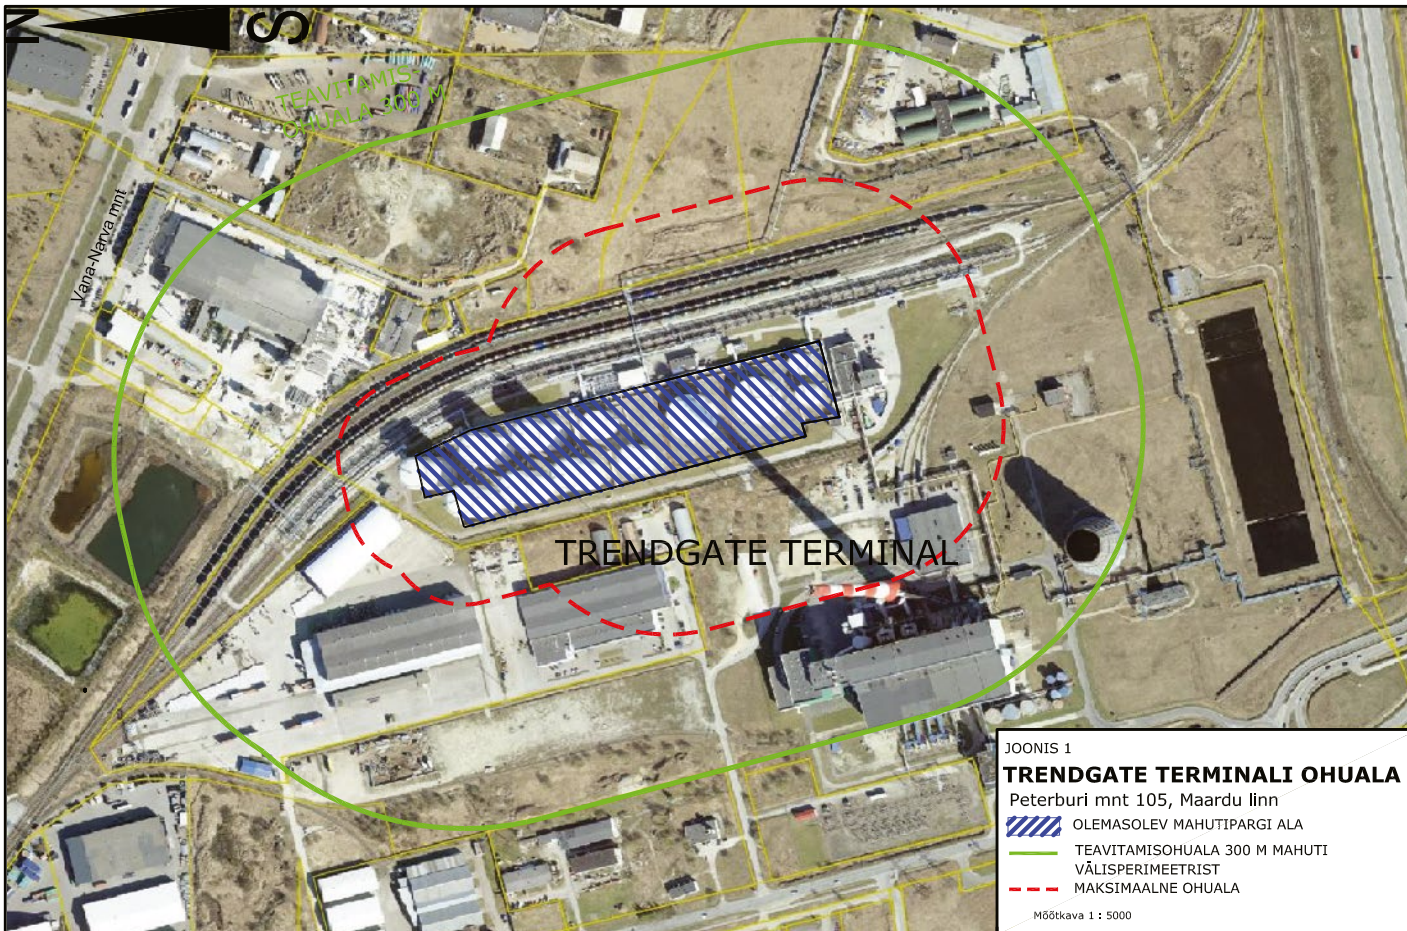 N
S
TEAVITAMIS-
OHUALA 300 M
Vana-Narva mnt
TRENDGATE TERMINAL
JOONIS 1
TRENDGATE TERMINALI OHUALA
Peterburi mnt 105, Maardu linn
OLEMASOLEV MAHUTIPARGI ALA
TEAVITAMISOHUALA 300 M MAHUTI
VÄLISPERIMEETRIST
MAKSIMAALNE OHUALA
Mõõtkava 1 : 5000